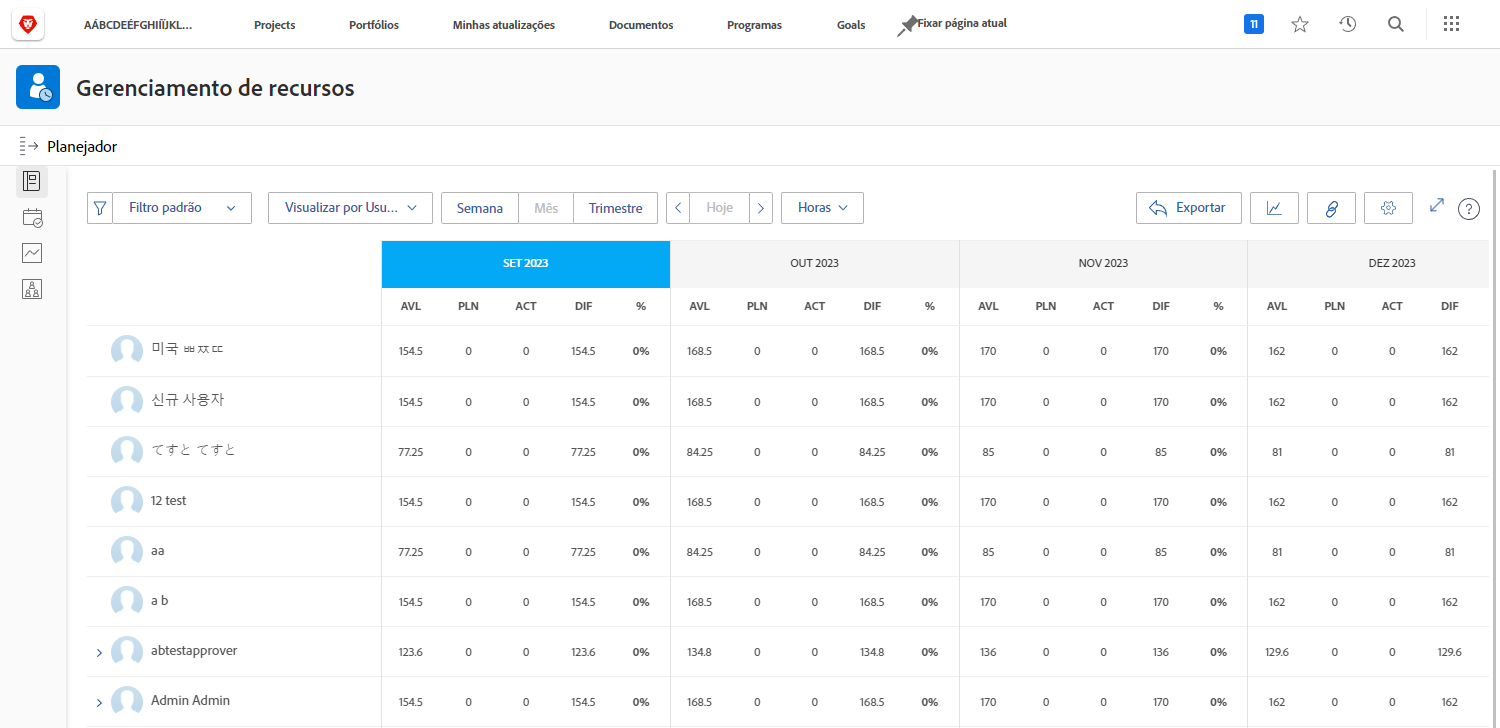 AÁBCDEÉFGHIÍÏJKL... Projects Portfólios Minhas atualizações Documentos Programas Goals Fixar página atual 11
Gerenciamento de recursos
Planejador
Filtro padrão Visualizar por Usu... Semana Mês Trimestre Hoje Horas Exportar ?
SET 2023 OUT 2023 NOV 2023 DEZ 2023
AVL PLN ACT DIF % AVL PLN ACT DIF % AVL PLN ACT DIF % AVL PLN ACT DIF
미국 ㅃㅉㄸ 154.5 0 0 154.5 0% 168.5 0 0 168.5 0% 170 0 0 170 0% 162 0 0 162
신규 사용자 154.5 0 0 154.5 0% 168.5 0 0 168.5 0% 170 0 0 170 0% 162 0 0 162
てすと てすと 77.25 0 0 77.25 0% 84.25 0 0 84.25 0% 85 0 0 85 0% 81 0 0 81
12 test 154.5 0 0 154.5 0% 168.5 0 0 168.5 0% 170 0 0 170 0% 162 0 0 162
aa 77.25 0 0 77.25 0% 84.25 0 0 84.25 0% 85 0 0 85 0% 81 0 0 81
a b 154.5 0 0 154.5 0% 168.5 0 0 168.5 0% 170 0 0 170 0% 162 0 0 162
abtestapprover 123.6 0 0 123.6 0% 134.8 0 0 134.8 0% 136 0 0 136 0% 129.6 0 0 129.6
Admin Admin 154.5 0 0 154.5 0% 168.5 0 0 168.5 0% 170 0 0 170 0% 162 0 0 162